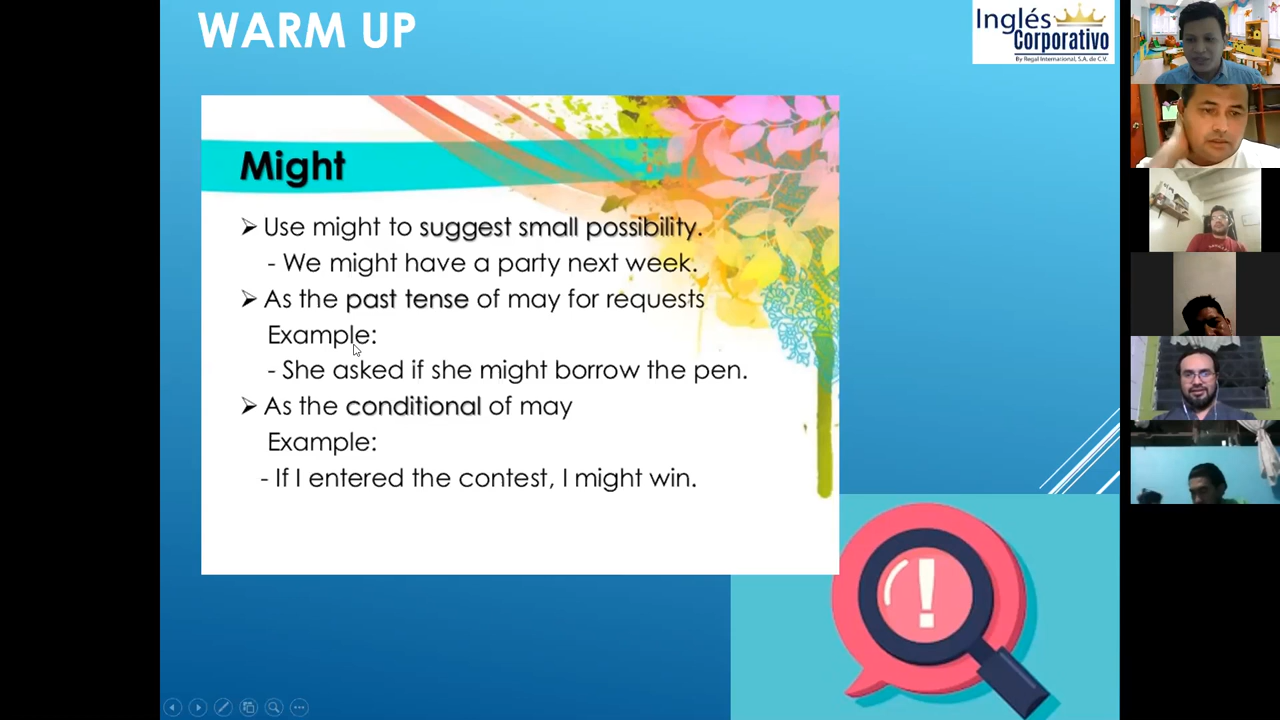 WARM UP
Inglés
Corporativo
By Regal International, S.A. de C.V.
Might
➢ Use might to suggest small possibility.
- We might have a party next week.
➢ As the past tense of may for requests
Example:
- She asked if she might borrow the pen.
➢ As the conditional of may
Example:
- If I entered the contest, I might win.